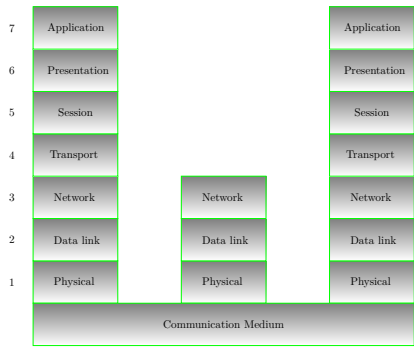 7 Application Application
6 Presentation Presentation
5 Session Session
4 Transport Transport
3 Network Network Network
2 Data link Data link Data link
1 Physical Physical Physical
Communication Medium